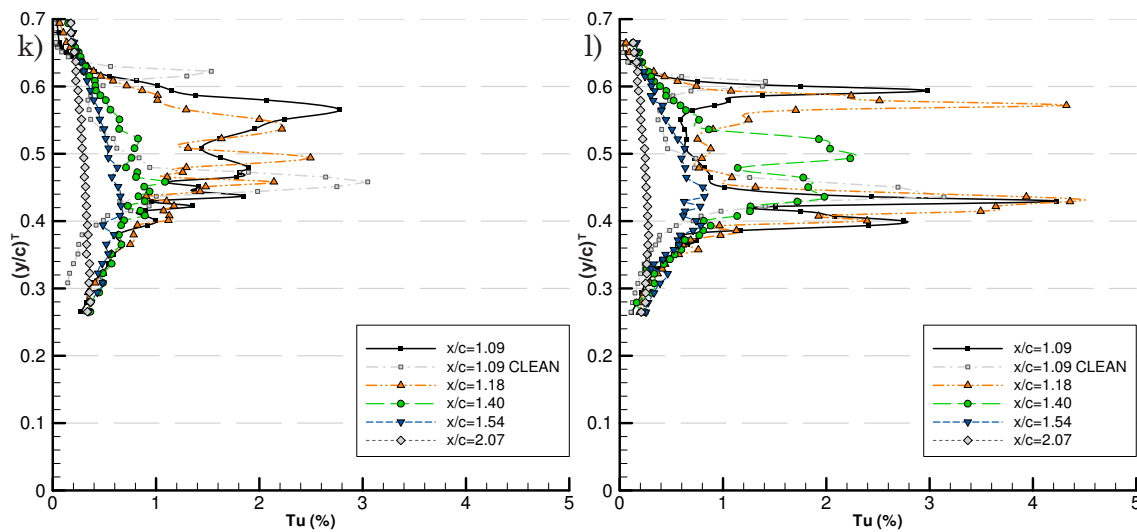 k)
0.7
0.6
0.5
0.4
0.3
0.2
0.1
0
(y/c)ᵀ
x/c=1.09
x/c=1.09 CLEAN
x/c=1.18
x/c=1.40
x/c=1.54
x/c=2.07
0 1 2 3 4 5
Tu (%)
l)
0.7
0.6
0.5
0.4
0.3
0.2
0.1
0
(y/c)ᵀ
x/c=1.09
x/c=1.09 CLEAN
x/c=1.18
x/c=1.40
x/c=1.54
x/c=2.07
0 1 2 3 4 5
Tu (%)